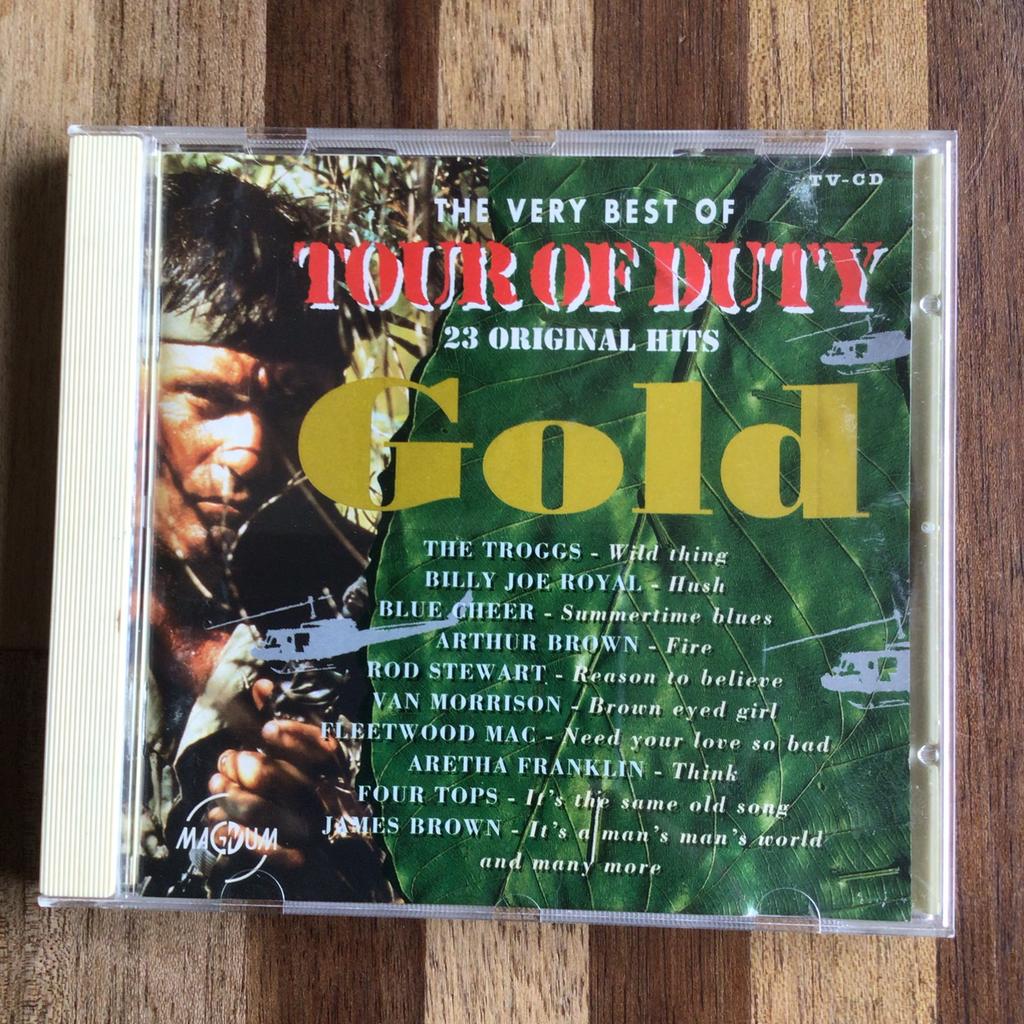 TV-CD
THE VERY BEST OF
TOUR OF DUTY
23 ORIGINAL HITS
Gold
THE TROGGS - Wild thing
BILLY JOE ROYAL - Hush
BLUE CHEER - Summertime blues
ARTHUR BROWN - Fire
ROD STEWART - Reason to believe
VAN MORRISON - Brown eyed girl
FLEETWOOD MAC - Need your love so bad
ARETHA FRANKLIN - Think
FOUR TOPS - It's the same old song
JAMES BROWN - It's a man's man's world
and many more
MAGNUM